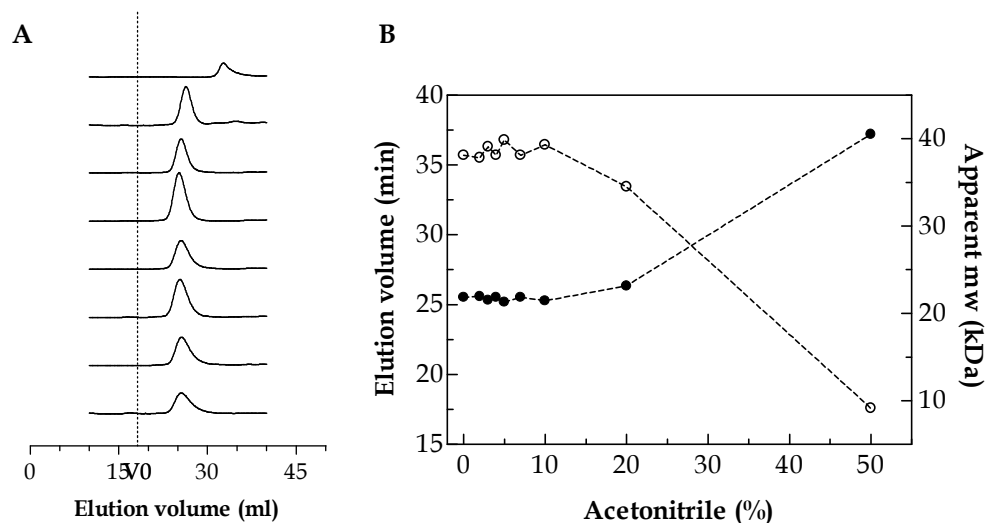 A
0 15 V0 30 45
Elution volume (ml)
B
40
35
30
25
20
15
Elution volume (min)
40
30
20
10
Apparent mw (kDa)
0 10 20 30 40 50
Acetonitrile (%)